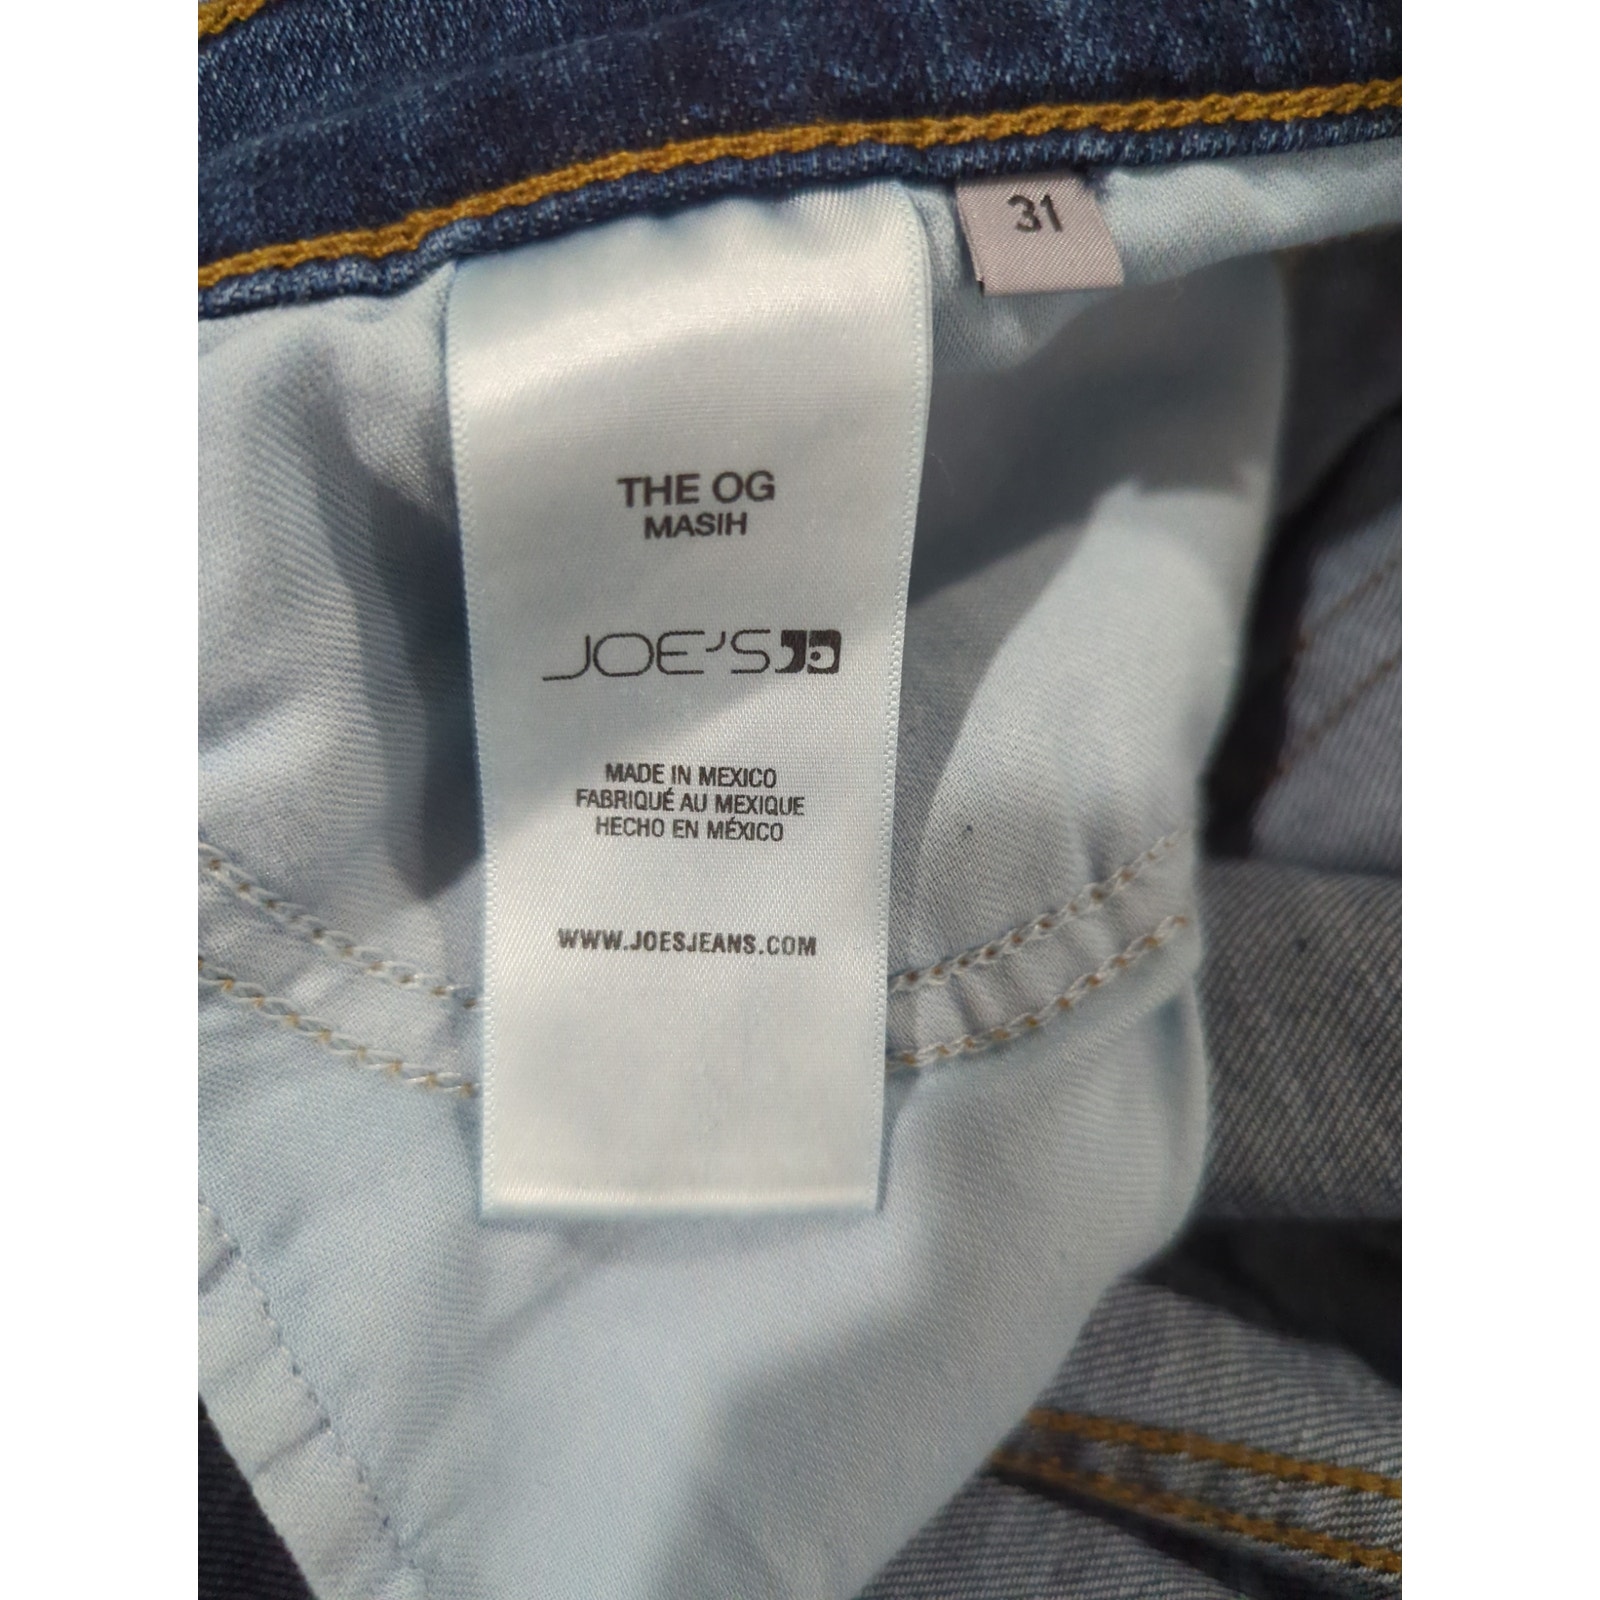 31
THE OG
MASIH
JOE'S
MADE IN MEXICO
FABRIQUÉ AU MEXIQUE
HECHO EN MÉXICO
WWW.JOESJEANS.COM